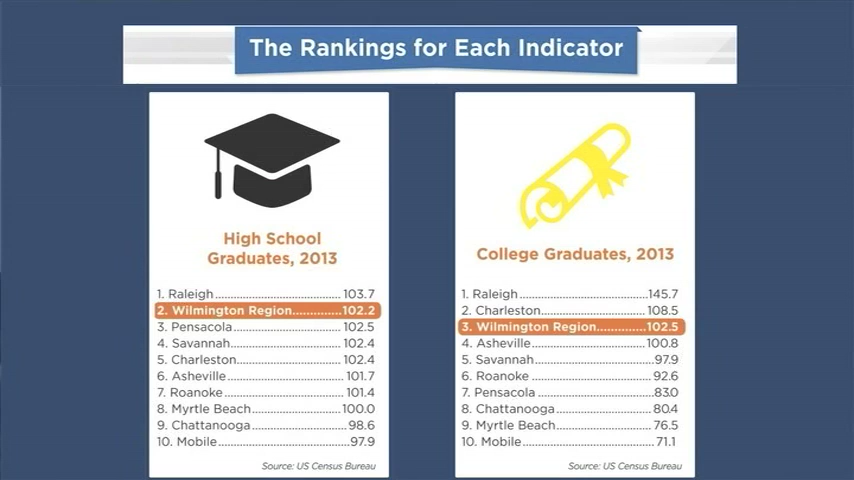 The Rankings for Each Indicator
High School
Graduates, 2013
1. Raleigh 103.7
2. Wilmington Region 102.2
3. Pensacola 102.5
4. Savannah 102.4
5. Charleston 102.4
6. Asheville 101.7
7. Roanoke 101.4
8. Myrtle Beach 100.0
9. Chattanooga 98.6
10. Mobile 97.9
Source: US Census Bureau
College Graduates, 2013
1. Raleigh 145.7
2. Charleston 108.5
3. Wilmington Region 102.5
4. Asheville 100.8
5. Savannah 97.9
6. Roanoke 92.6
7. Pensacola 83.0
8. Chattanooga 80.4
9. Myrtle Beach 76.5
10. Mobile 71.1
Source: US Census Bureau